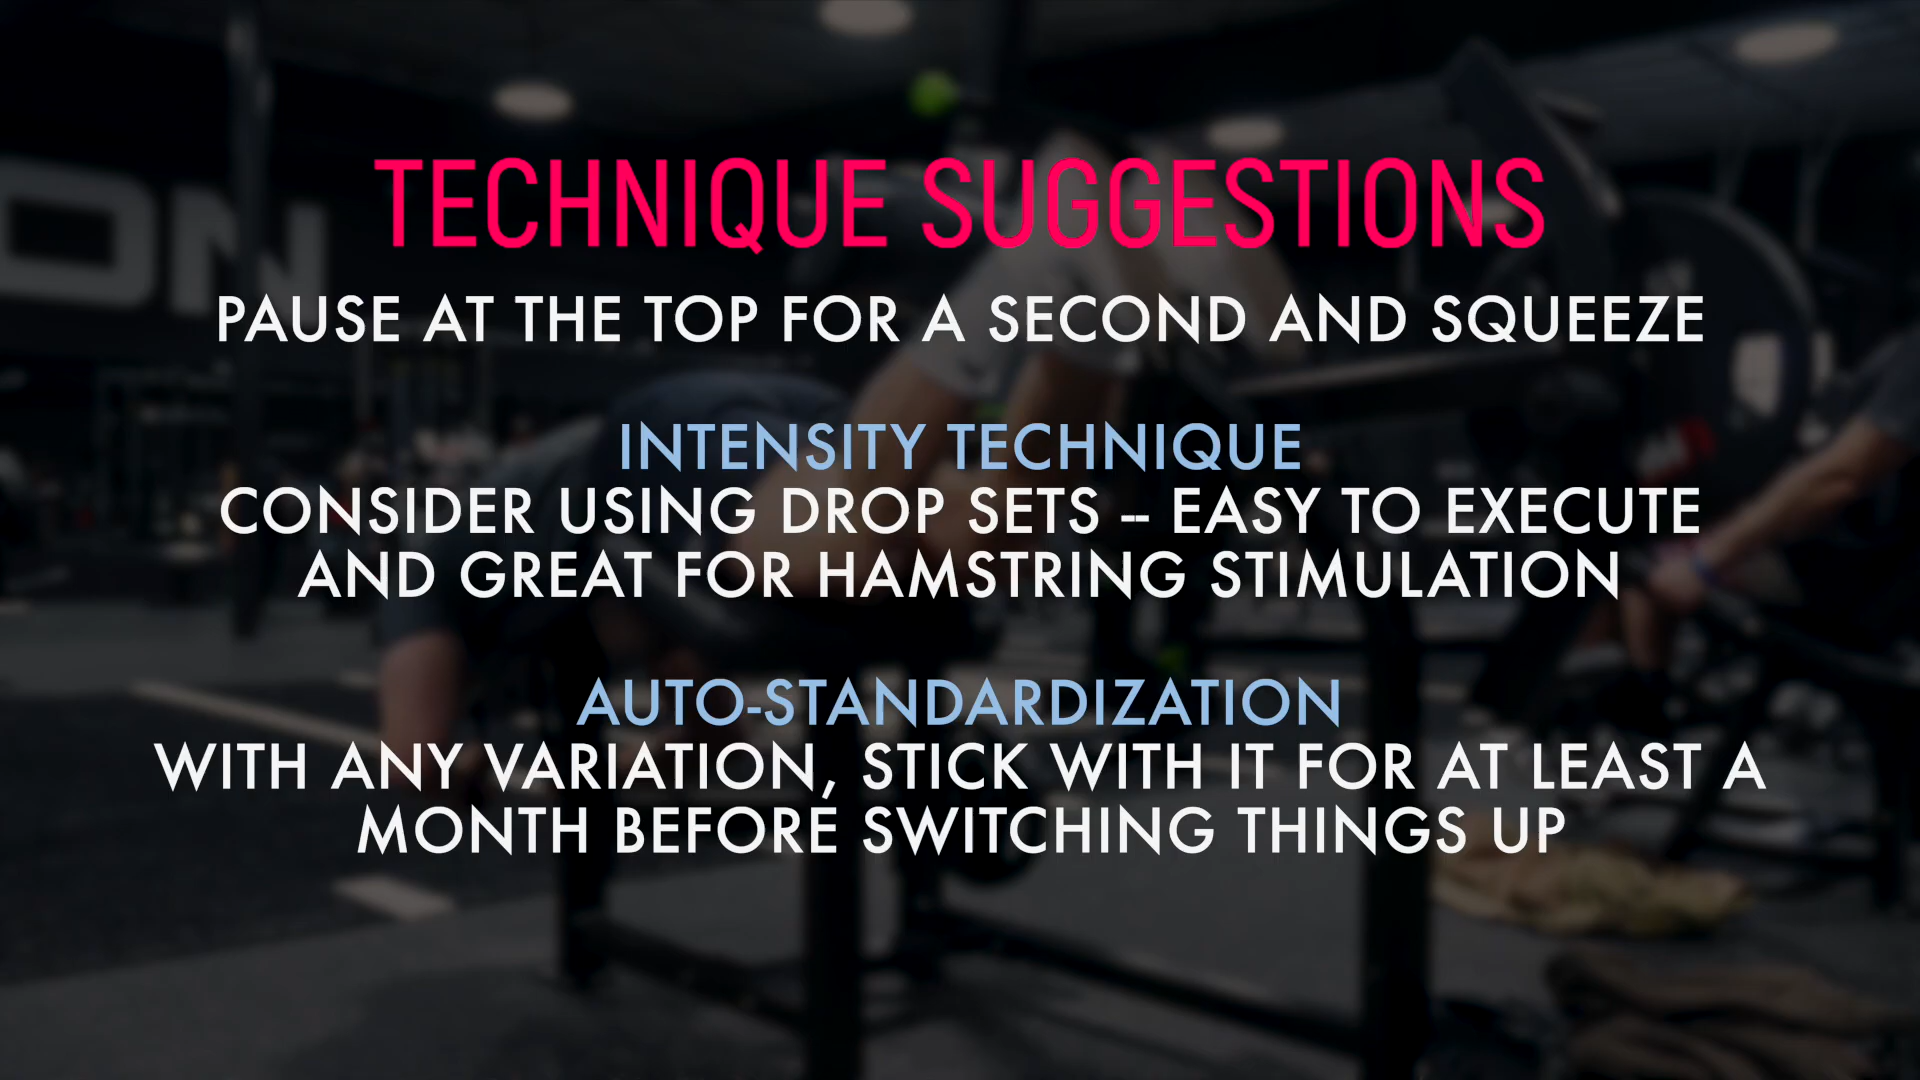 TECHNIQUE SUGGESTIONS
PAUSE AT THE TOP FOR A SECOND AND SQUEEZE
INTENSITY TECHNIQUE
CONSIDER USING DROP SETS -- EASY TO EXECUTE
AND GREAT FOR HAMSTRING STIMULATION
AUTO-STANDARDIZATION
WITH ANY VARIATION, STICK WITH IT FOR AT LEAST A
MONTH BEFORE SWITCHING THINGS UP
ON